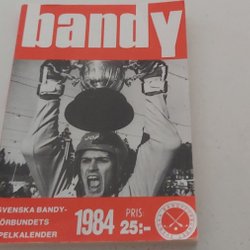 bandy
SVENSKA BANDY-
FÖRBUNDETS
SPELKALENDER
1984
PRIS
25:-